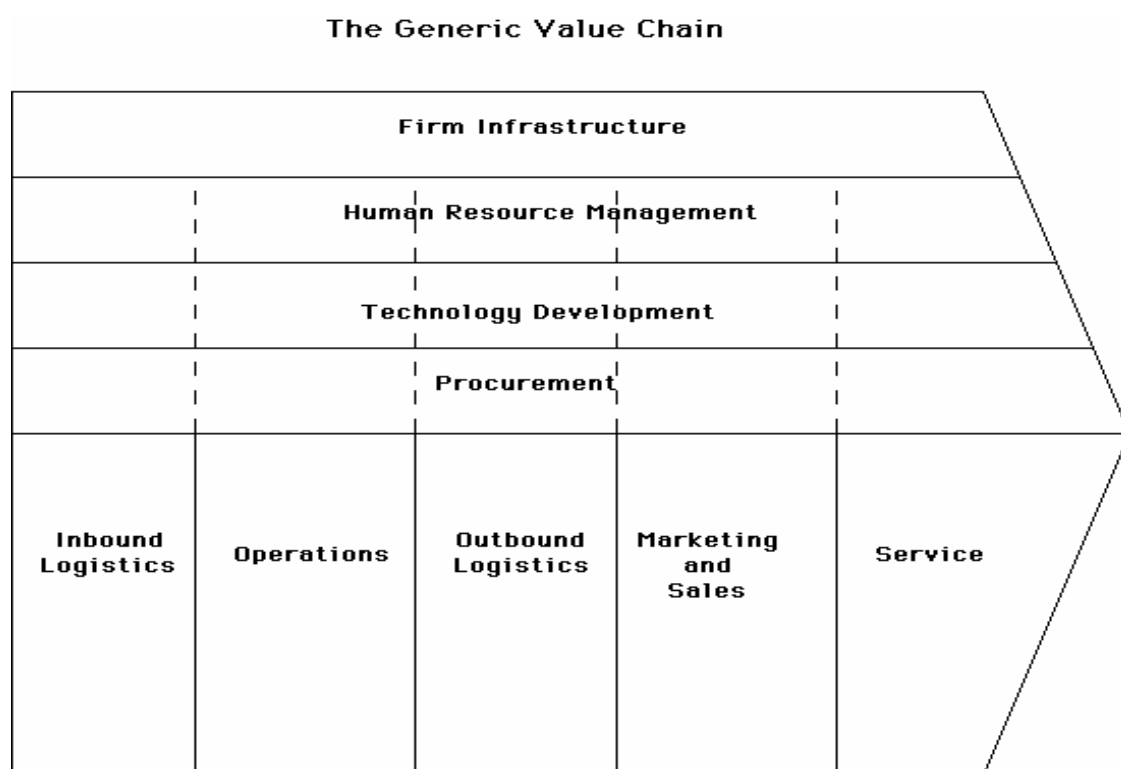 The Generic Value Chain
Firm Infrastructure
Human Resource Management
Technology Development
Procurement
Inbound
Logistics
Operations
Outbound
Logistics
Marketing
and
Sales
Service